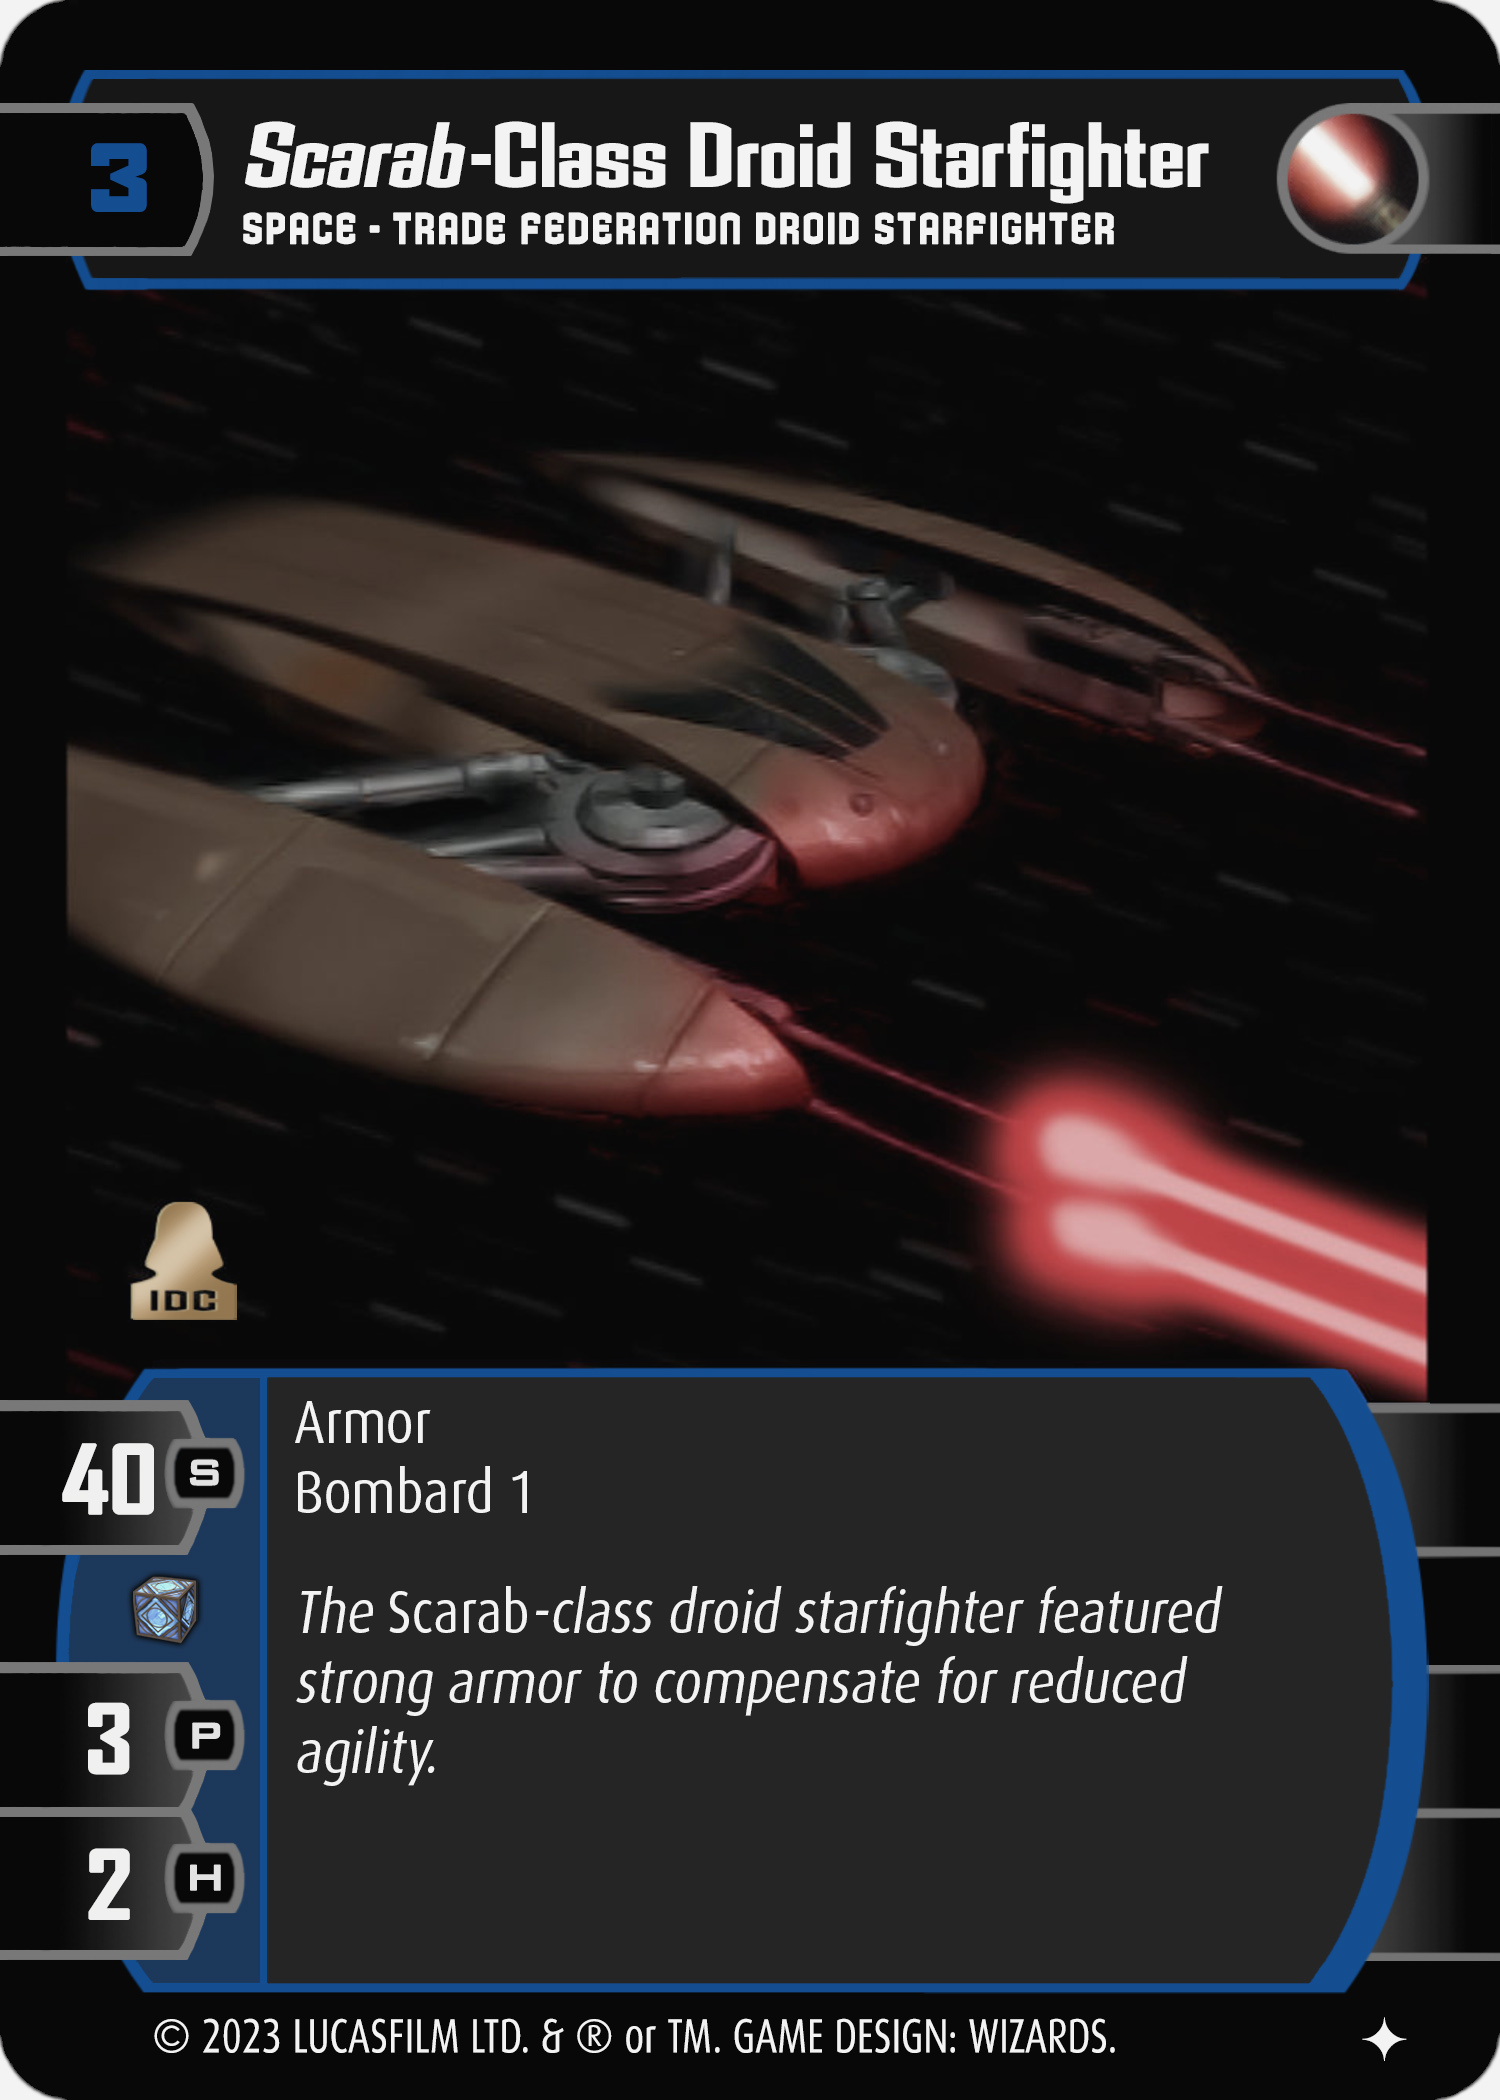 3
Scarab-Class Droid Starfighter
SPACE - TRADE FEDERATION DROID STARFIGHTER
IDC
40 S
3 P
2 H
Armor
Bombard 1
The Scarab-class droid starfighter featured
strong armor to compensate for reduced
agility.
© 2023 LUCASFILM LTD. & ® or TM. GAME DESIGN: WIZARDS.